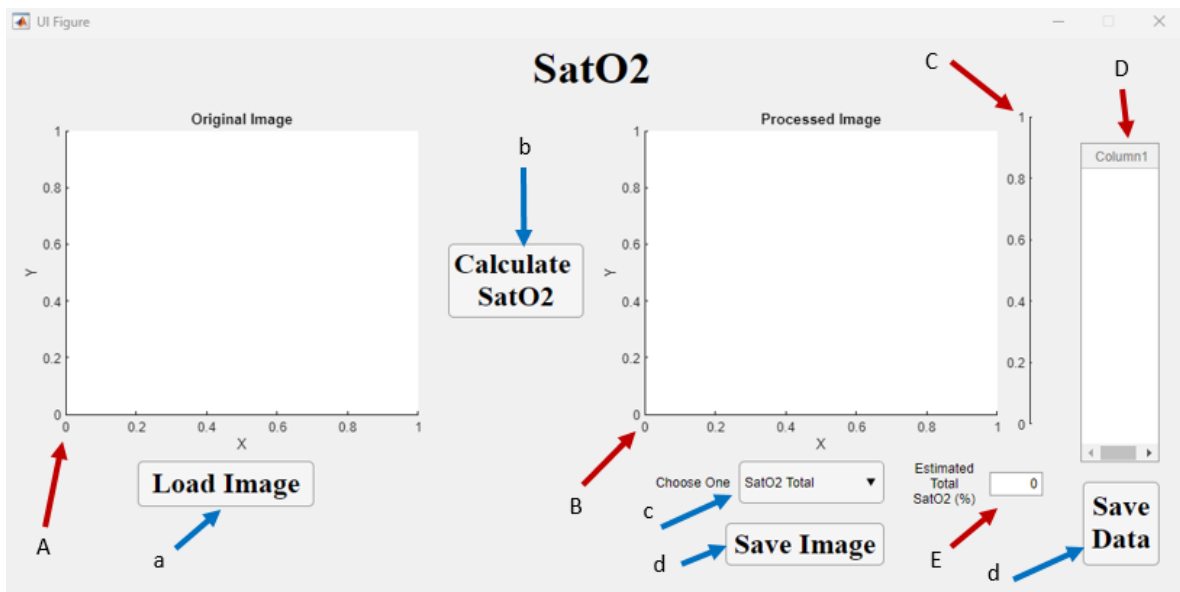 UI Figure
SatO2
C
D
Original Image
Processed Image
b
1
0.8
0.6
0.4
0.2
0
Y
0
0.2
0.4
0.6
0.8
1
X
Calculate
SatO2
1
0.8
0.6
0.4
0.2
0
Y
0
0.2
0.4
0.6
0.8
1
X
1
0.8
0.6
0.4
0.2
0
Column1
Load Image
Choose One
SatO2 Total
Estimated
Total
SatO2 (%)
0
Save
Data
Save Image
A
a
B
c
d
E
d